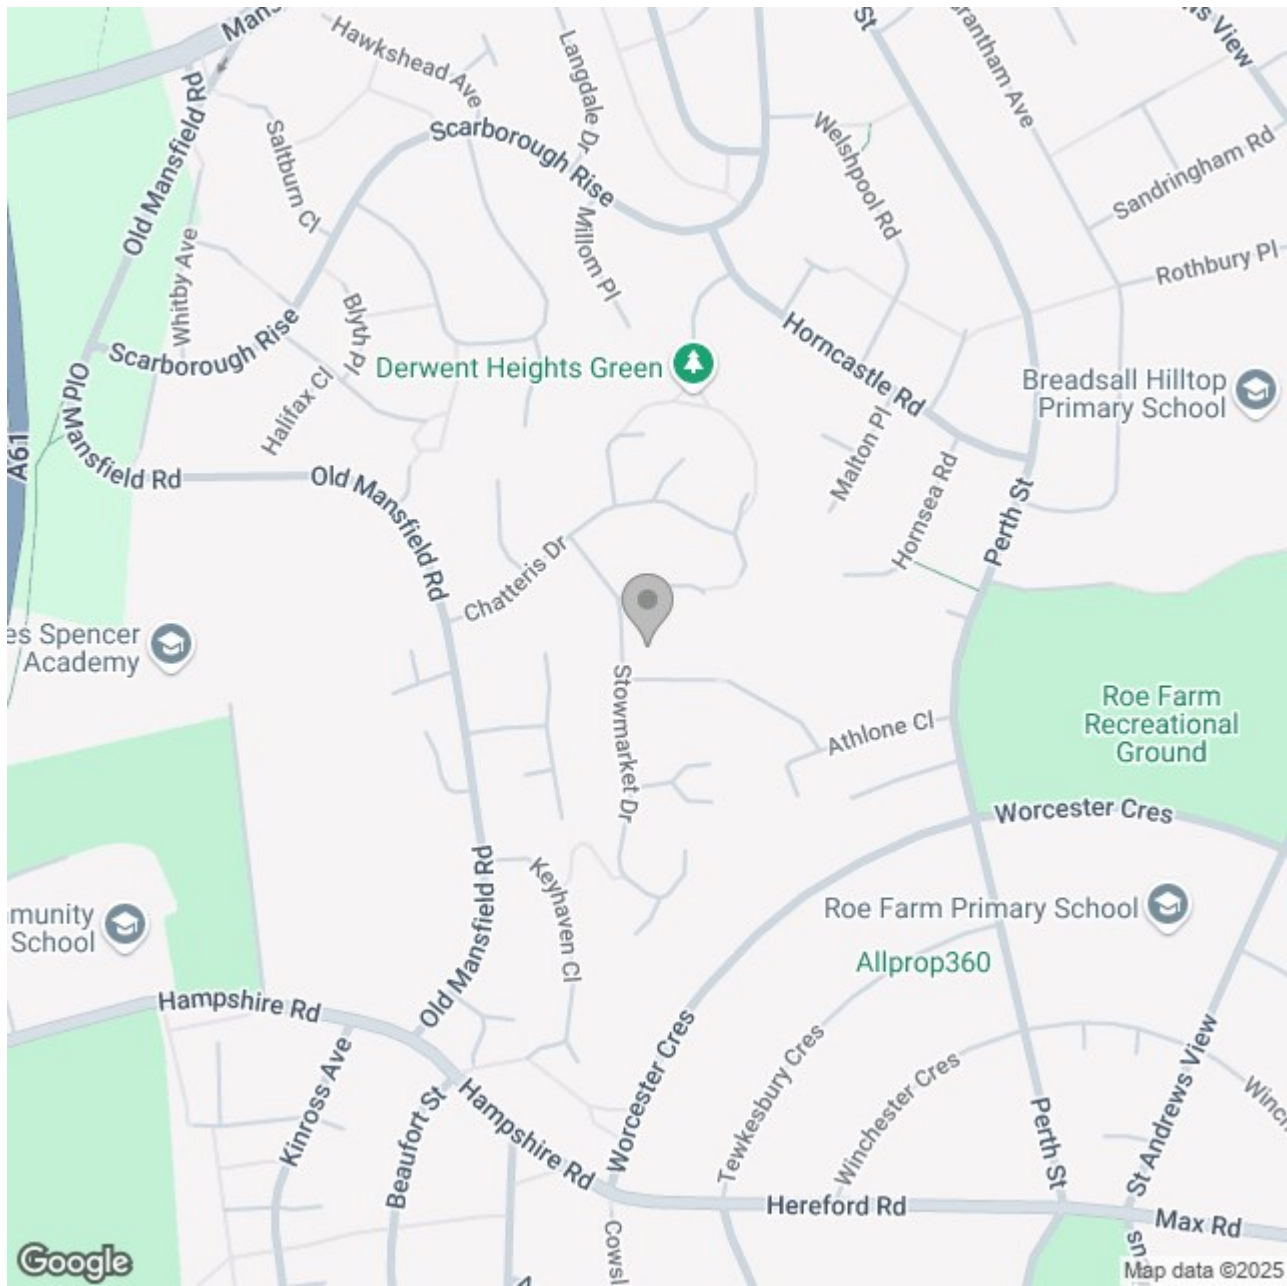 Mans
Hawkshead Ave
Langdale Dr
St
Grantham Ave
ns View
Old Mansfield Rd
Saltburn Cl
Scarborough Rise
Welshpool Rd
Sandringham Rd
Whitby Ave
Millom Pl
Rothbury Pl
Blyth Pl
Scarborough Rise
Horncastle Rd
Derwent Heights Green
Breadsall Hilltop
Primary School
Halifax Cl
Malton Pl
A61
Old Mansfield Rd
Old Mansfield Rd
Hornsea Rd
Perth St
Chatteris Dr
es Spencer
Academy
Stowmarket Dr
Roe Farm
Recreational
Ground
Athlone Cl
Worcester Cres
Keyhaven Cl
Old Mansfield Rd
munity
School
Roe Farm Primary School
Allprop360
Hampshire Rd
Kinross Ave
Beaufort St
Hampshire Rd
Worcester Cres
Tewkesbury Cres
Winchester Cres
Perth St
St Andrews View
Winch
Hereford Rd
Max Rd
Cowsl
Google
Map data ©2025